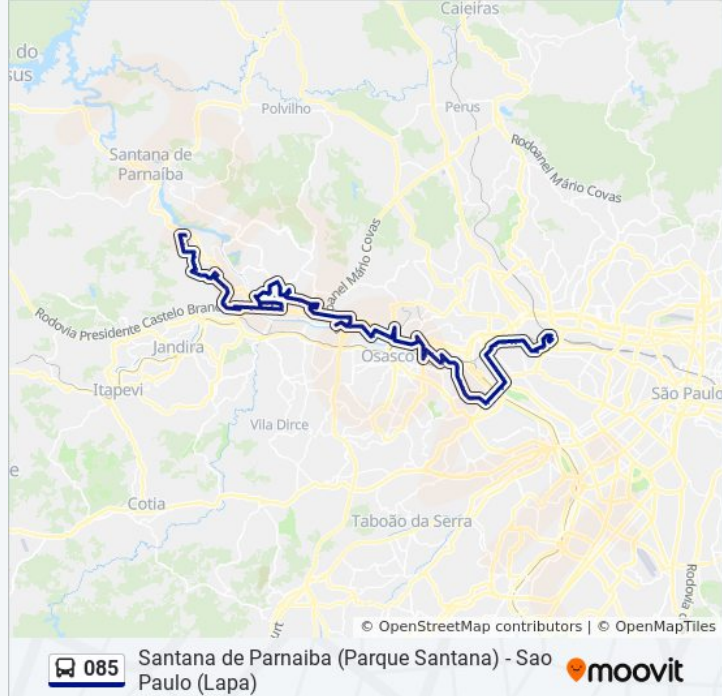 Caieiras
do
sus
Polvilho
Perus
Rodoanel Mário Covas
Santana de
Parnaíba
anel Mário Covas
Rodovia Presidente Castelo Bran
Jandira
Osasco
Itapevi
São Paulo
Vila Dirce
e
Cotia
Taboão da Serra
Rodovia
© OpenStreetMap contributors | © OpenMapTiles
085
Santana de Parnaiba (Parque Santana) - Sao
Paulo (Lapa)
moovit